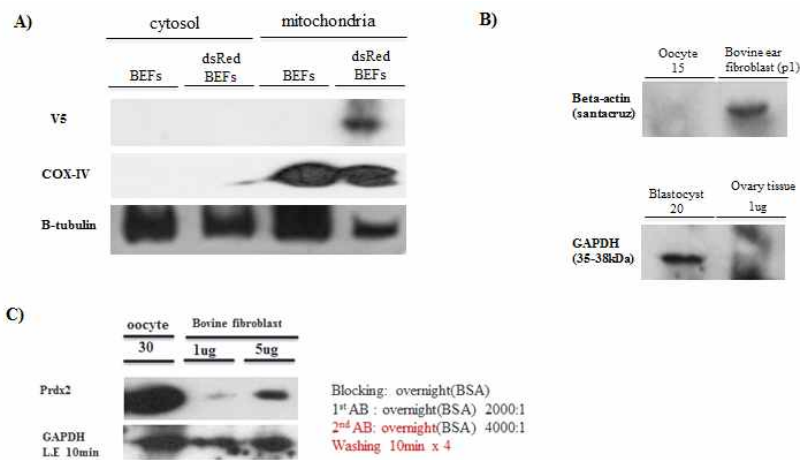 A)
cytosol mitochondria
BEFs dsRed BEFs BEFs dsRed BEFs
V5
COX-IV
B-tubulin
B)
Oocyte 15 Bovine ear fibroblast (p1)
Beta-actin
(santacruz)
Blastocyst 20 Ovary tissue 1ug
GAPDH
(35-38kDa)
C)
oocyte Bovine fibroblast
30 1ug 5ug
Prdx2
GAPDH
L.E 10min
Blocking: overnight(BSA)
1st AB : overnight(BSA) 2000:1
2nd AB: overnight(BSA) 4000:1
Washing 10min x 4